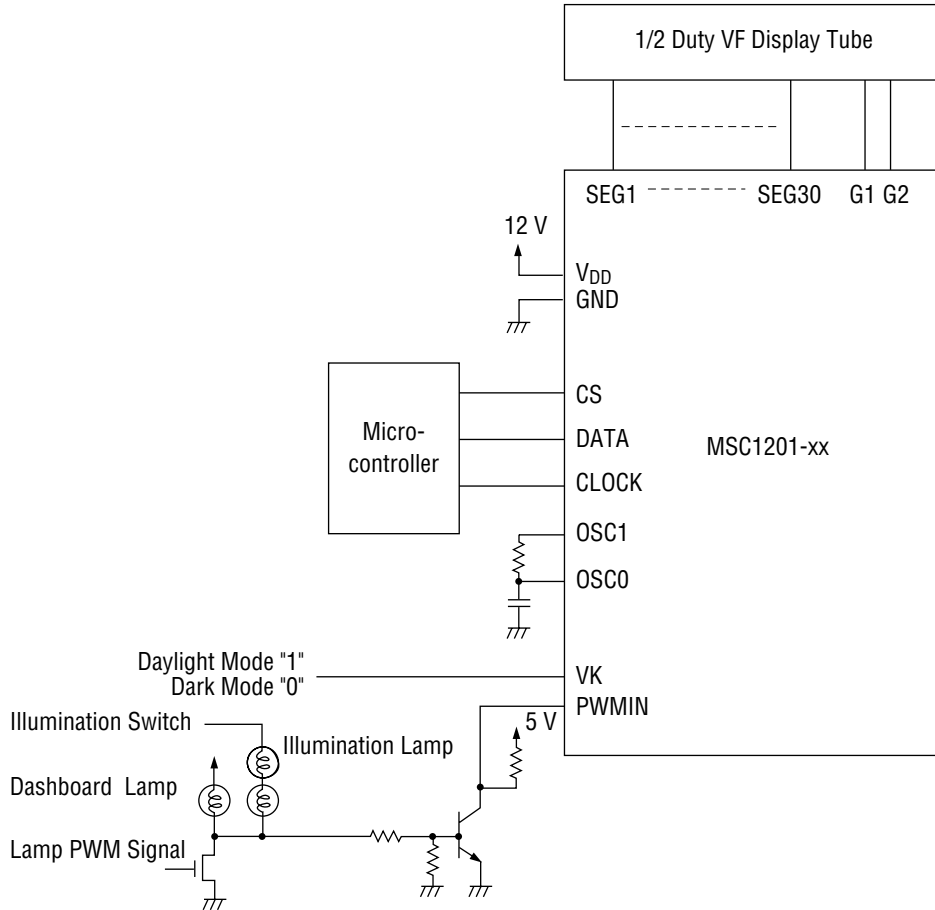 1/2 Duty VF Display Tube
SEG1 SEG30 G1 G2
12 V
VDD
GND
Micro-
controller
CS
DATA
CLOCK
MSC1201-xx
OSC1
OSC0
Daylight Mode "1"
Dark Mode "0"
VK
PWMIN
5 V
Illumination Switch
Illumination Lamp
Dashboard Lamp
Lamp PWM Signal